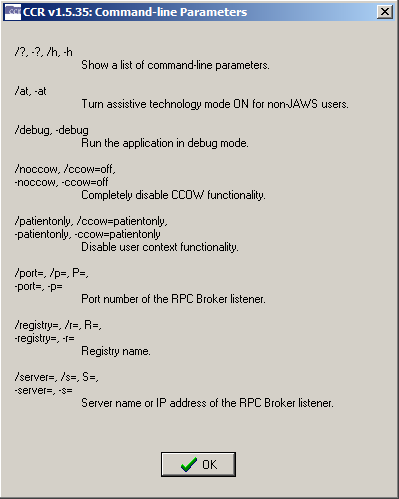 CCR v1.5.35: Command-line Parameters
/?, -?, /h, -h
Show a list of command-line parameters.
/at, -at
Turn assistive technology mode ON for non-JAWS users.
/debug, -debug
Run the application in debug mode.
/noccow, /ccow=off,
-noccow, -ccow=off
Completely disable CCOW functionality.
/patientonly, /ccow=patientonly,
-patientonly, -ccow=patientonly
Disable user context functionality.
/port=, /p=, P=,
-port=, -p=
Port number of the RPC Broker listener.
/registry=, /r=, R=,
-registry=, -r=
Registry name.
/server=, /s=, S=,
-server=, -s=
Server name or IP address of the RPC Broker listener.
OK